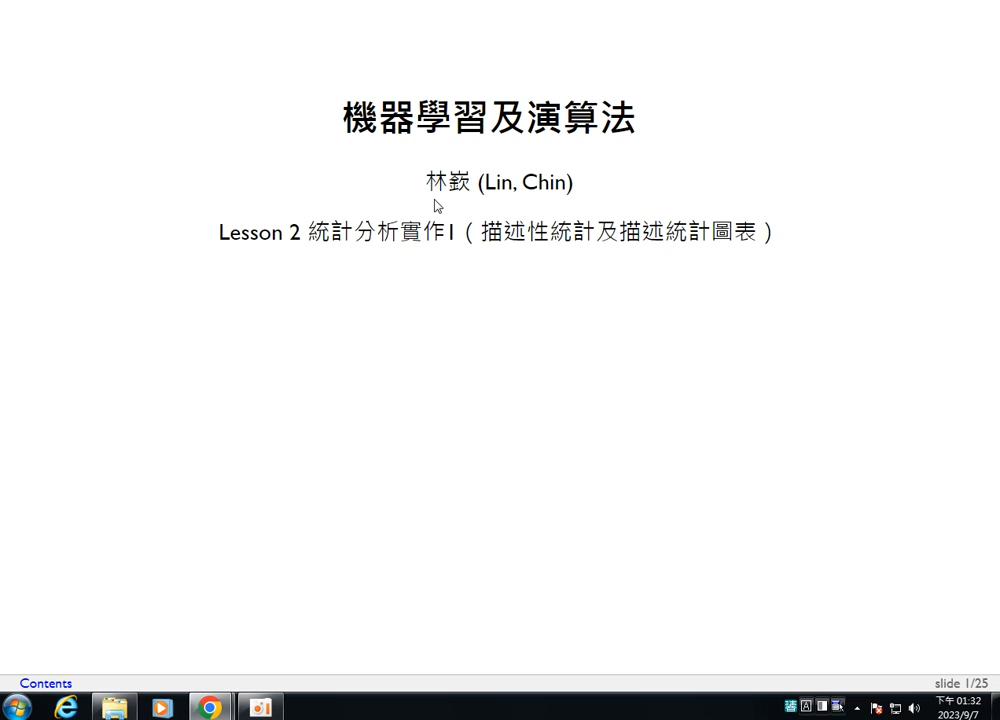 機器學習及演算法
林嶔 (Lin, Chin)
Lesson 2 統計分析實作1（描述性統計及描述統計圖表）
Contents
slide 1/25
下午 01:32
2023/9/7